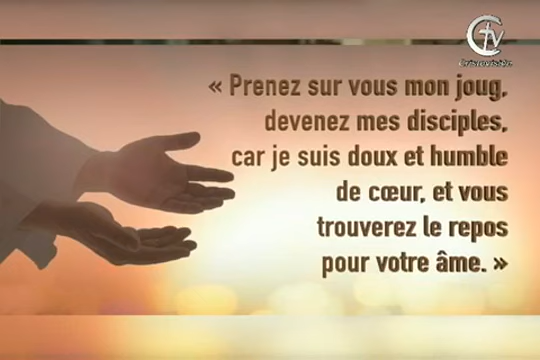 Ctv
« Prenez sur vous mon joug,
devenez mes disciples,
car je suis doux et humble
de cœur, et vous
trouverez le repos
pour votre âme. »